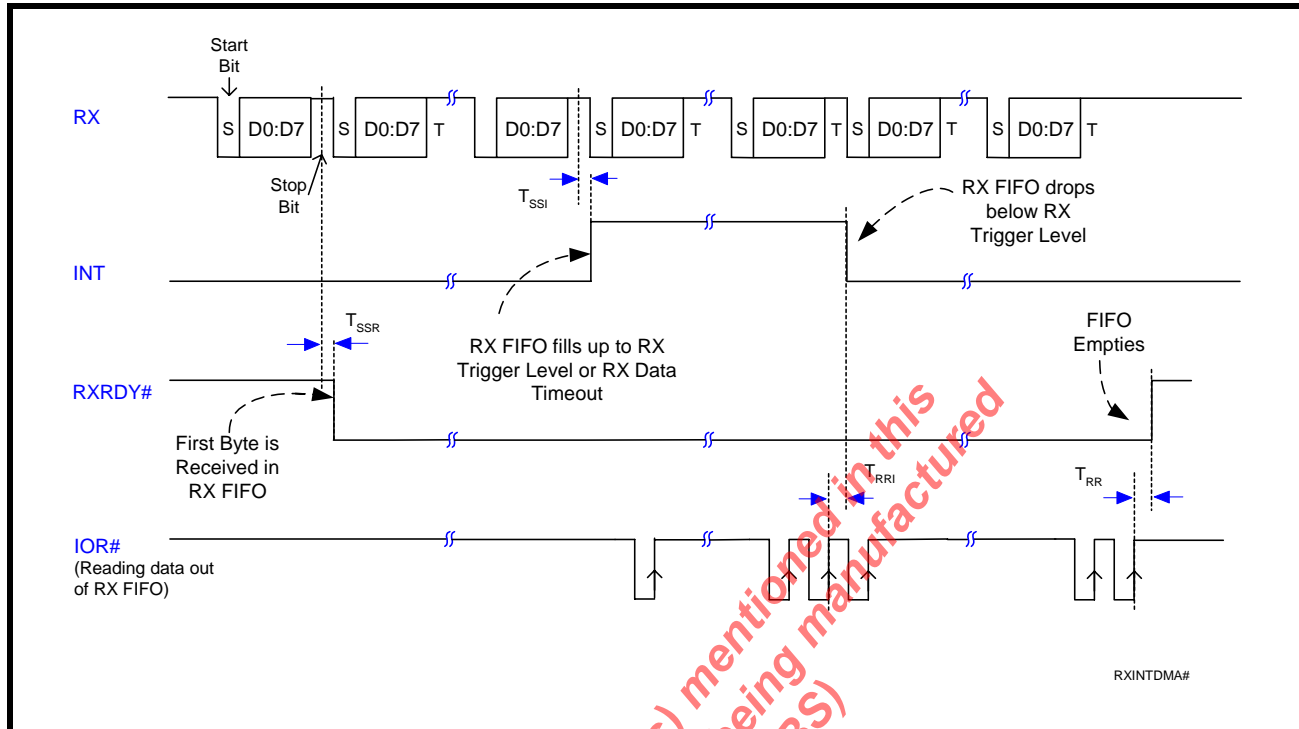 Start
Bit
RX
S D0:D7 S D0:D7 T D0:D7 S D0:D7 T S D0:D7 T S D0:D7 T S D0:D7 T
Stop
Bit
TSSI
RX FIFO drops
below RX
Trigger Level
INT
TSSR
RX FIFO fills up to RX
Trigger Level or RX Data
Timeout
FIFO
Empties
RXRDY#
First Byte is
Received in
RX FIFO
TRRI
TRR
IOR#
(Reading data out
of RX FIFO)
RXINTDMA#
) mentioned in this
being manufactured
BS)